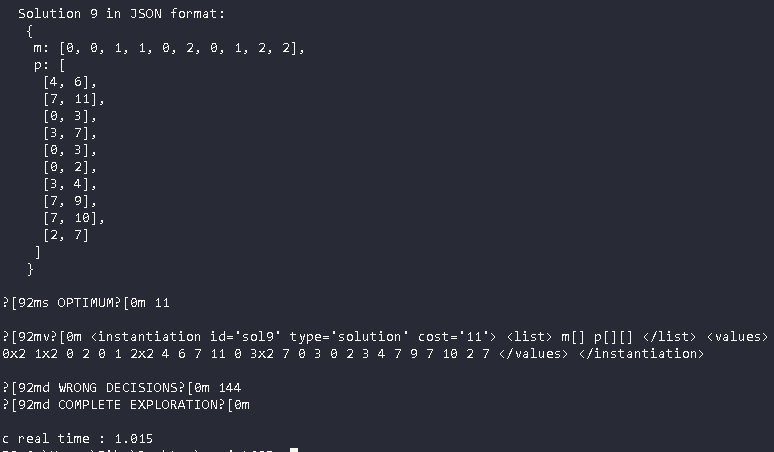 Solution 9 in JSON format:
{
m: [0, 0, 1, 1, 0, 2, 0, 1, 2, 2],
p: [
[4, 6],
[7, 11],
[0, 3],
[3, 7],
[0, 3],
[0, 2],
[3, 4],
[7, 9],
[7, 10],
[2, 7]
]
}
?[92ms OPTIMUM?[0m 11
?[92mv?[0m <instantiation id='sol9' type='solution' cost='11'> <list> m[] p[][] </list> <values>
0x2 1x2 0 2 0 1 2x2 4 6 7 11 0 3x2 7 0 3 0 2 3 4 7 9 7 10 2 7 </values> </instantiation>
?[92md WRONG DECISIONS?[0m 144
?[92md COMPLETE EXPLORATION?[0m
c real time : 1.015